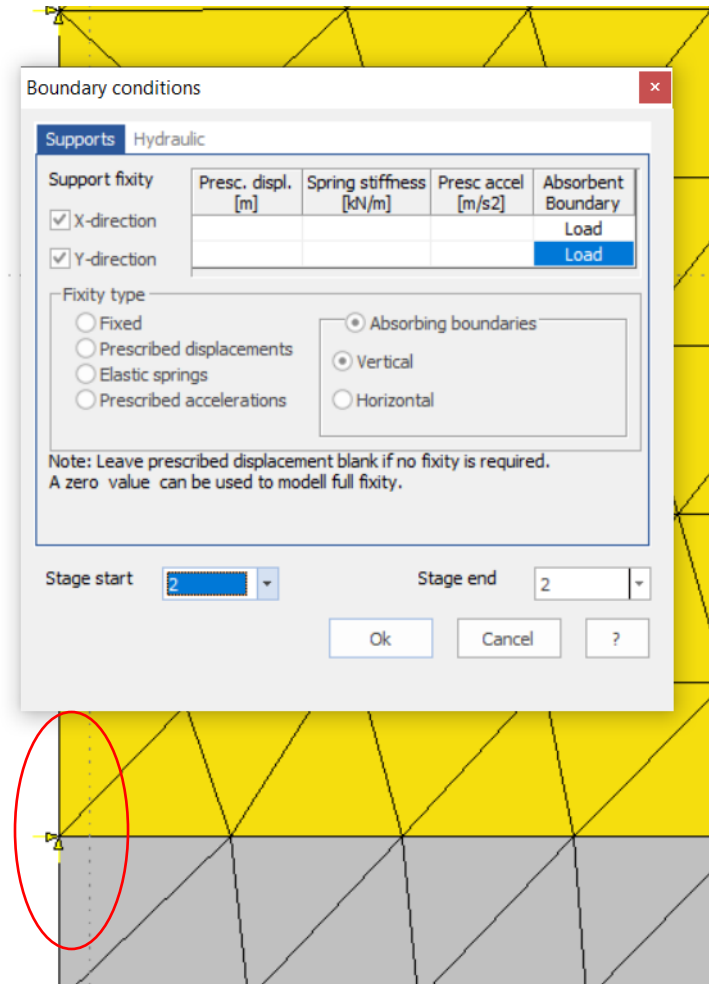 Boundary conditions
×
Supports Hydraulic
Support fixity
Presc. displ. [m] Spring stiffness [kN/m] Presc accel [m/s2] Absorbent Boundary
X-direction Load
Y-direction Load
Fixity type
Fixed
Absorbing boundaries
Prescribed displacements
Vertical
Elastic springs
Prescribed accelerations
Horizontal
Note: Leave prescribed displacement blank if no fixity is required.
A zero value can be used to modell full fixity.
Stage start 2 Stage end 2
Ok Cancel ?